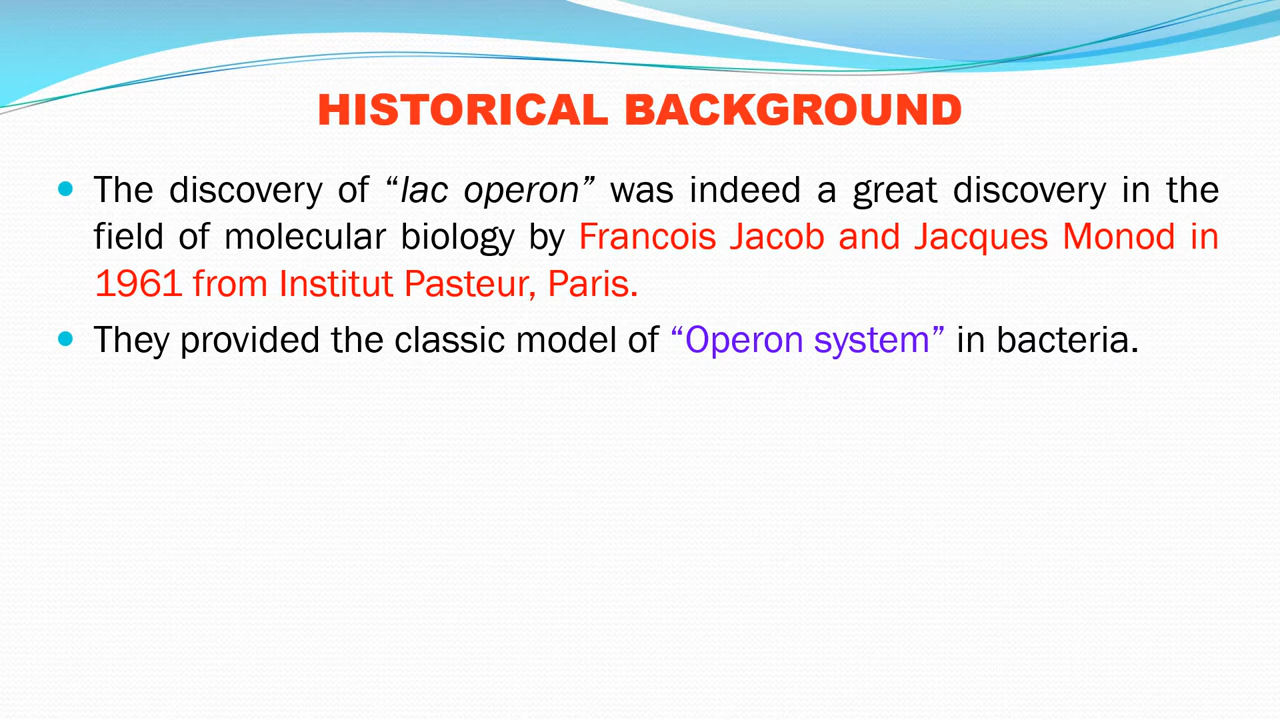 HISTORICAL BACKGROUND
• The discovery of “lac operon” was indeed a great discovery in the
field of molecular biology by Francois Jacob and Jacques Monod in
1961 from Institut Pasteur, Paris.
• They provided the classic model of “Operon system” in bacteria.